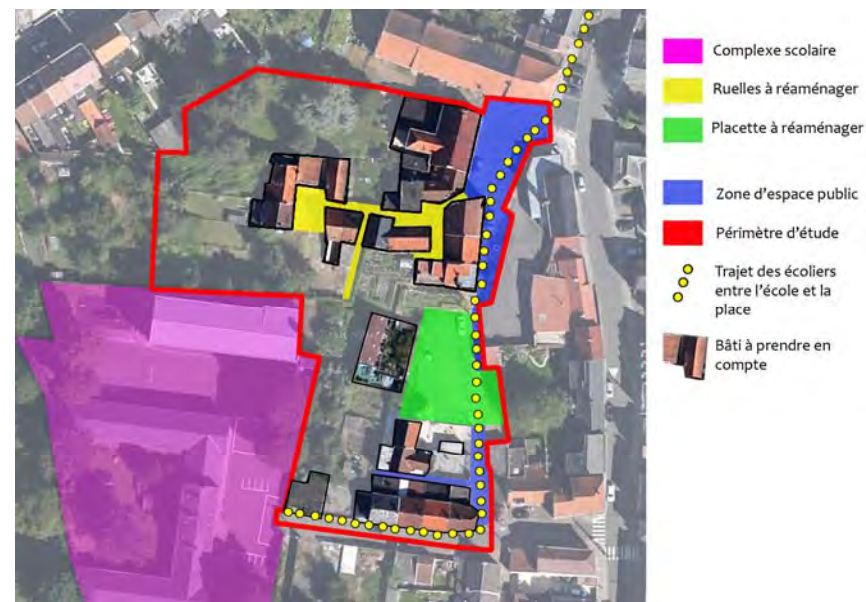 Complexe scolaire
Ruelles à réaménager
Placette à réaménager
Zone d'espace public
Périmètre d'étude
Trajet des écoliers
entre l'école et la
place
Bâti à prendre en
compte